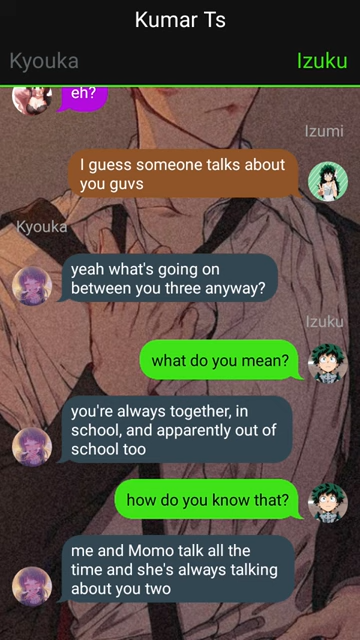 Kumar Ts
Kyouka
Izuku
eh?
Izumi
I guess someone talks about
you guys
Kyouka
yeah what's going on
between you three anyway?
Izuku
what do you mean?
you're always together, in
school, and apparently out of
school too
how do you know that?
me and Momo talk all the
time and she's always talking
about you two